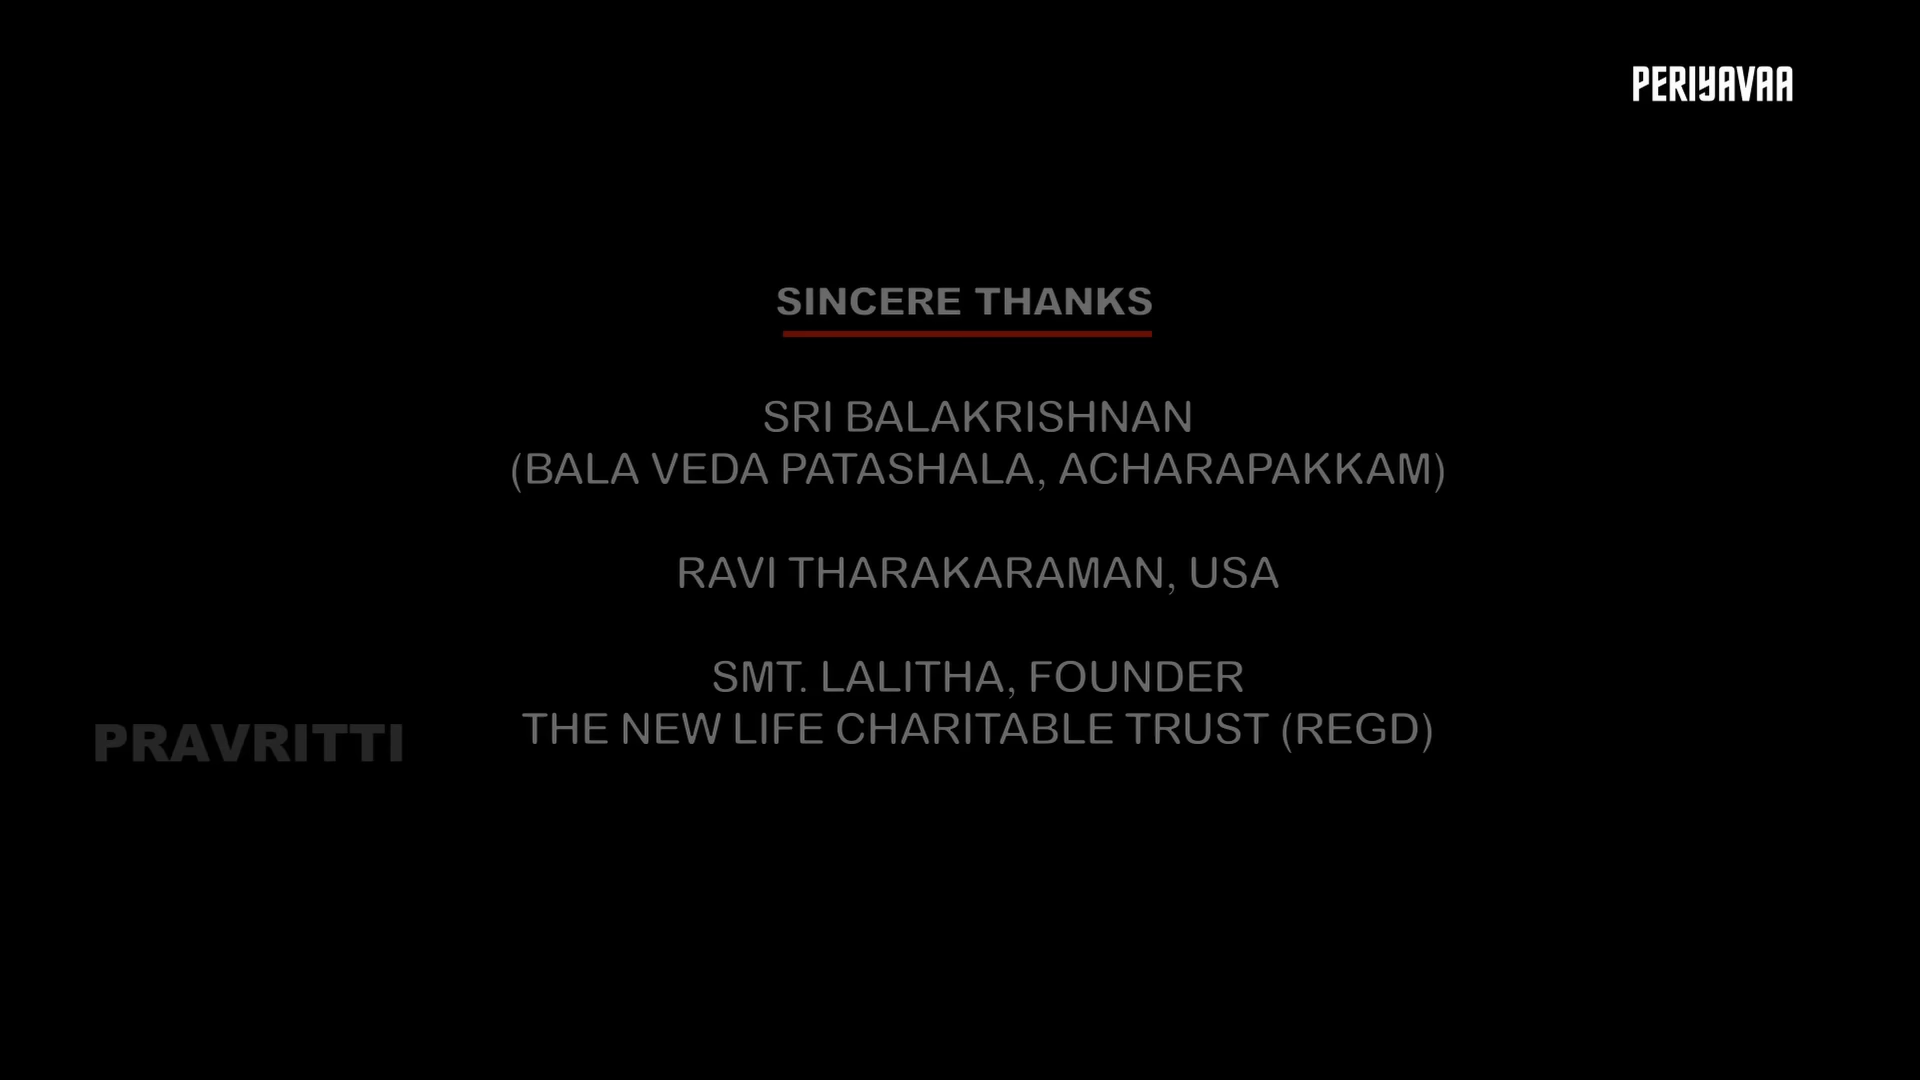 PERIYAVAA
SINCERE THANKS
SRI BALAKRISHNAN
(BALA VEDA PATASHALA, ACHARAPAKKAM)
RAVI THARAKARAMAN, USA
SMT. LALITHA, FOUNDER
THE NEW LIFE CHARITABLE TRUST (REGD)
PRAVRITTI